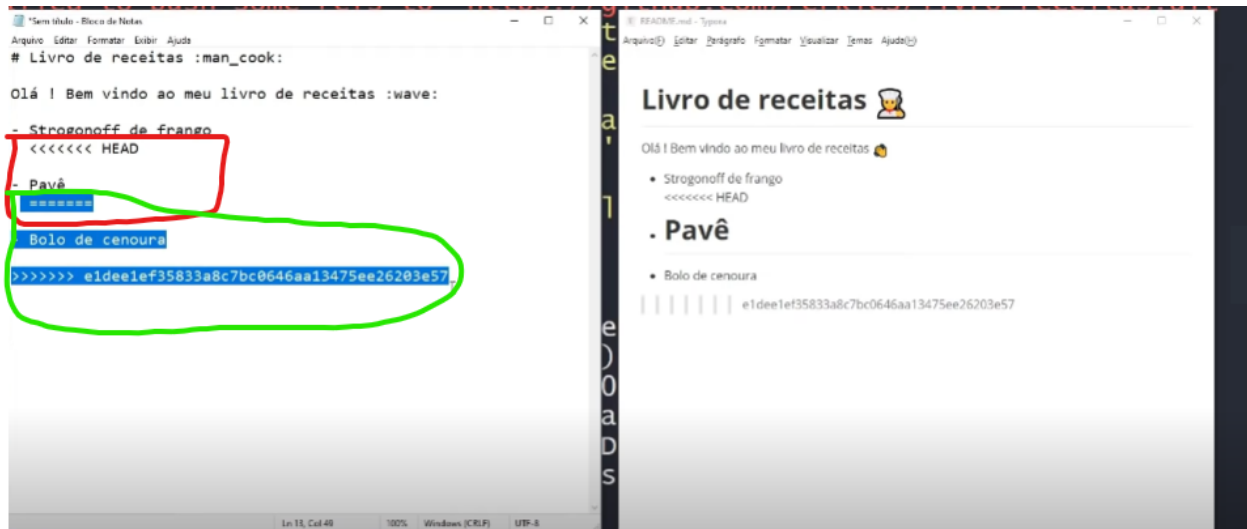 *Sem título - Bloco de Notas
Arquivo Editar Formatar Exibir Ajuda
# Livro de receitas :man_cook:
Olá ! Bem vindo ao meu livro de receitas :wave:
- Strogonoff de frango
<<<<<<< HEAD
- Pavê
=======
- Bolo de cenoura
>>>>>>> e1dee1ef35833a8c7bc0646aa13475ee26203e57
Ln 13, Col 49 100% Windows (CRLF) UTF-8
README.md - Typora
Arquivo(F) Editar Parágrafo Formatar Visualizar Temas Ajuda(H)
Livro de receitas
Olá ! Bem vindo ao meu livro de receitas
• Strogonoff de frango
<<<<<<< HEAD
• Pavê
• Bolo de cenoura
e1dee1ef35833a8c7bc0646aa13475ee26203e57